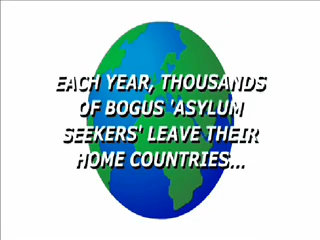 EACH YEAR, THOUSANDS
OF BOGUS 'ASYLUM
SEEKERS' LEAVE THEIR
HOME COUNTRIES...